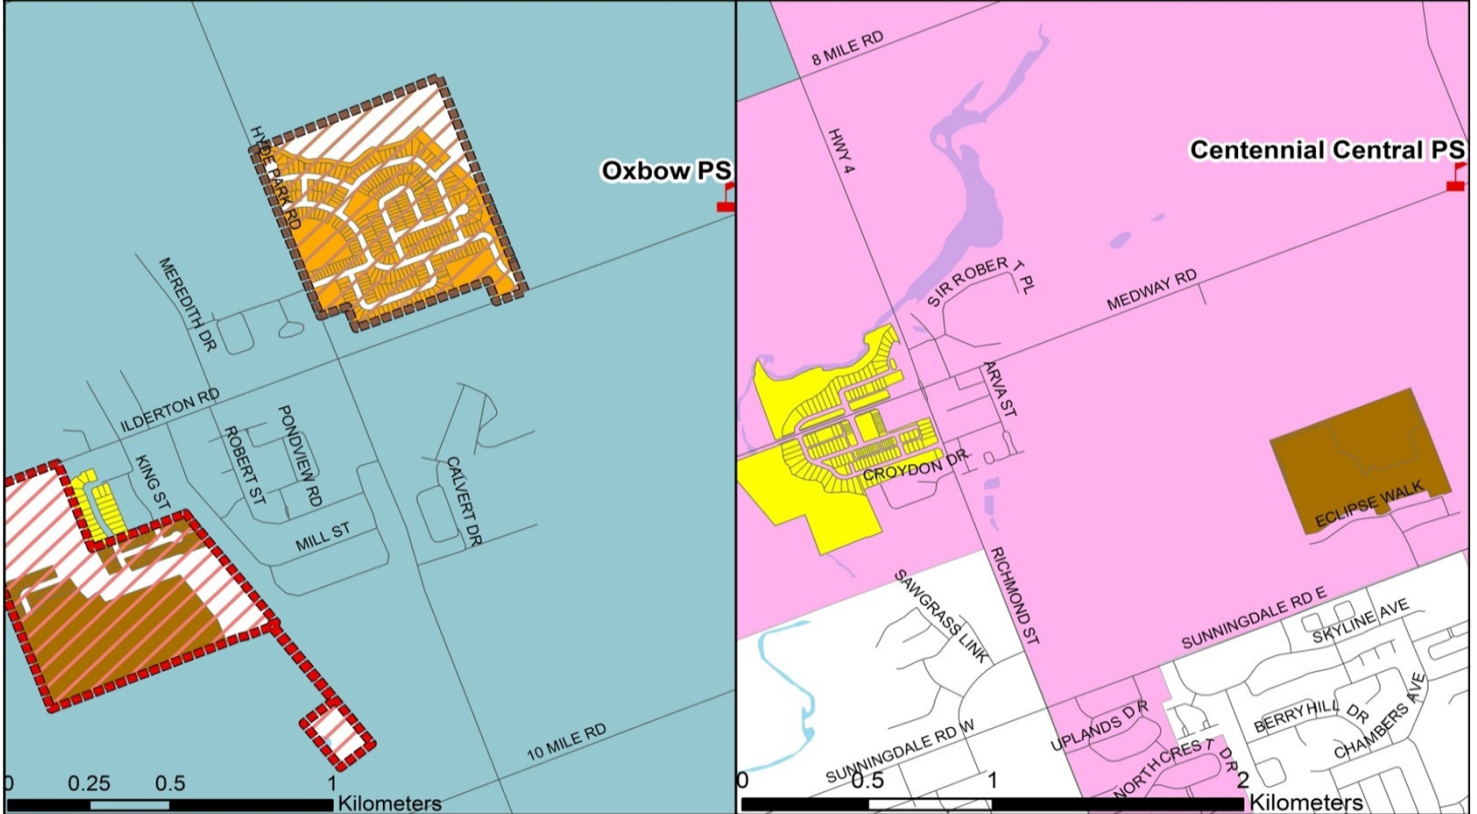 Oxbow PS
HYDE PARK RD
MEREDITH DR
ILDERTON RD
KING ST
ROBERT ST
PONDVIEW RD
MILL ST
CALVERT DR
10 MILE RD
0 0.25 0.5 1
Kilometers
8 MILE RD
HWY 4
Centennial Central PS
SIR ROBERT PL
MEDWAY RD
ARVA ST
CROYDON DR
ECLIPSE WALK
RICHMOND ST
SAWGRASS LINK
SUNNINGDALE RD E
SKYLINE AVE
UPLANDS DR
BERRYHILL DR
CHAMBERS AVE
SUNNINGDALE RD W
NORTHCREST DR
0 0.5 1 2
Kilometers